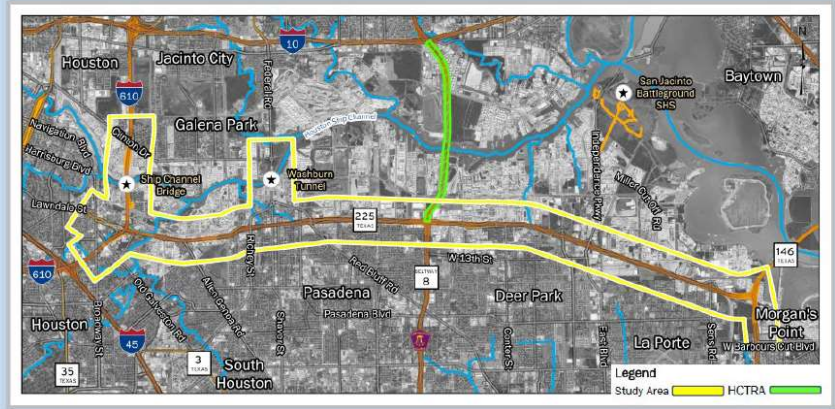 10
Houston
Jacinto City
Federal Rd
610
San Jacinto
Battleground
SHS
Baytown
N
Navigation Blvd
Clinton Dr
Galena Park
Houston Ship Channel
Harrisburg Blvd
Independence Pkwy
Ship Channel
Bridge
Washburn
Tunnel
Miller Cut Off Rd
Lawndale St
225
TEXAS
146
TEXAS
610
Richey St
W 13th St
BELTWAY
8
Red Bluff Rd
Old Galveston Rd
Allen Genoa Rd
Pasadena
Deer Park
Pasadena Blvd
Morgan's
Point
Houston
Broadway St
Shaver St
Center St
East Blvd
La Porte
Sens Rd
W Barbours Cut Blvd
45
3
TEXAS
South
Houston
35
TEXAS
Legend
Study Area
HCTRA